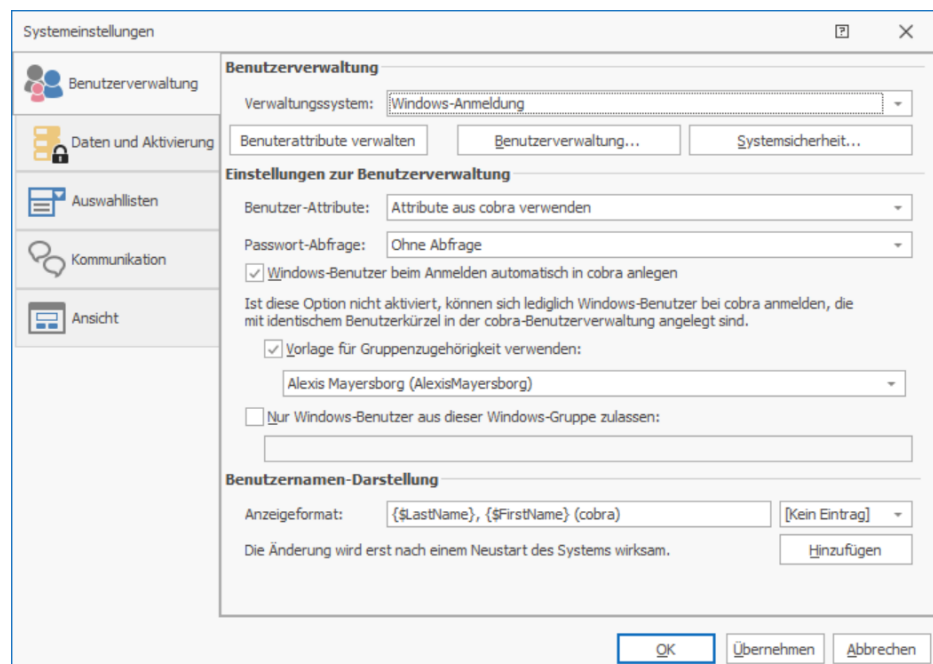 Systemeinstellungen
Benutzerverwaltung
Daten und Aktivierung
Auswahllisten
Kommunikation
Ansicht
Benutzerverwaltung
Verwaltungssystem: Windows-Anmeldung
Benuterattribute verwalten Benutzerverwaltung... Systemsicherheit...
Einstellungen zur Benutzerverwaltung
Benutzer-Attribute: Attribute aus cobra verwenden
Passwort-Abfrage: Ohne Abfrage
Windows-Benutzer beim Anmelden automatisch in cobra anlegen
Ist diese Option nicht aktiviert, können sich lediglich Windows-Benutzer bei cobra anmelden, die
mit identischem Benutzerkürzel in der cobra-Benutzerverwaltung angelegt sind.
Vorlage für Gruppenzugehörigkeit verwenden:
Alexis Mayersborg (AlexisMayersborg)
Nur Windows-Benutzer aus dieser Windows-Gruppe zulassen:
Benutzernamen-Darstellung
Anzeigeformat: {$LastName}, {$FirstName} (cobra) [Kein Eintrag]
Die Änderung wird erst nach einem Neustart des Systems wirksam. Hinzufügen
OK Übernehmen Abbrechen